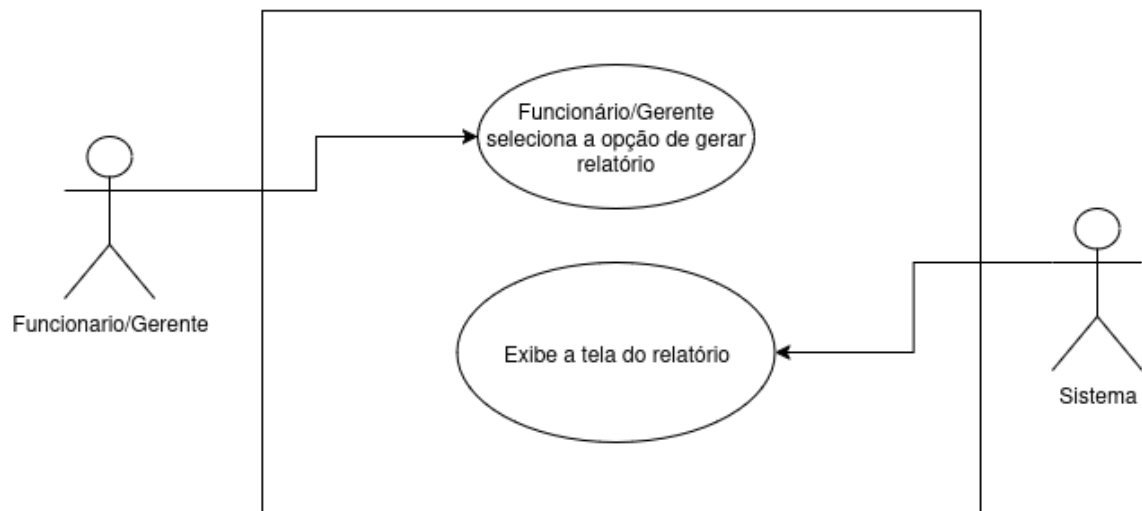 Funcionário/Gerente
seleciona a opção de gerar
relatório
Funcionario/Gerente
Exibe a tela do relatório
Sistema